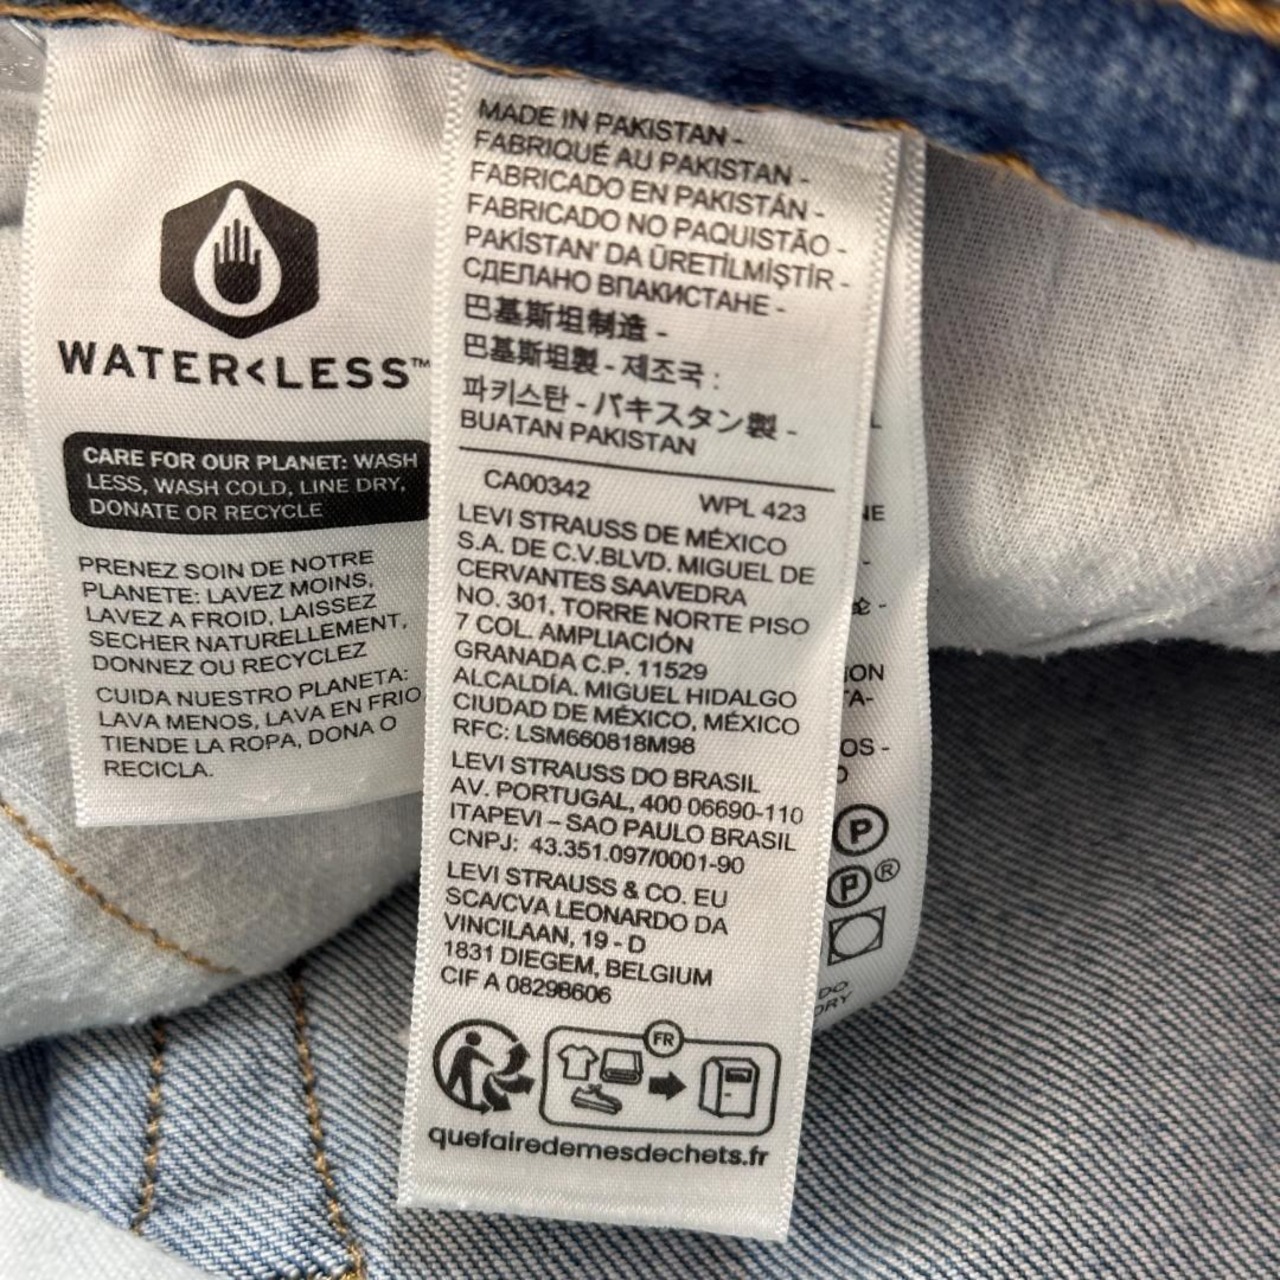 WATER<LESS™
CARE FOR OUR PLANET: WASH
LESS, WASH COLD, LINE DRY,
DONATE OR RECYCLE
PRENEZ SOIN DE NOTRE
PLANETE: LAVEZ MOINS,
LAVEZ A FROID, LAISSEZ
SECHER NATURELLEMENT,
DONNEZ OU RECYCLEZ
CUIDA NUESTRO PLANETA:
LAVA MENOS, LAVA EN FRIO
TIENDE LA ROPA, DONA O
RECICLA.
MADE IN PAKISTAN -
FABRIQUÉ AU PAKISTAN -
FABRICADO EN PAKISTÁN -
FABRICADO NO PAQUISTÃO -
PAKİSTAN' DA ÜRETİLMİŞTİR -
СДЕЛАНО ВПАКИСТАНЕ -
巴基斯坦制造 -
巴基斯坦製 - 제조국 :
파키스탄 - パキスタン製 -
BUATAN PAKISTAN
CA00342 WPL 423
LEVI STRAUSS DE MÉXICO
S.A. DE C.V.BLVD. MIGUEL DE
CERVANTES SAAVEDRA
NO. 301, TORRE NORTE PISO
7 COL. AMPLIACIÓN
GRANADA C.P. 11529
ALCALDÍA. MIGUEL HIDALGO
CIUDAD DE MÉXICO, MÉXICO
RFC: LSM660818M98
LEVI STRAUSS DO BRASIL
AV. PORTUGAL, 400 06690-110
ITAPEVI – SAO PAULO BRASIL
CNPJ: 43.351.097/0001-90
LEVI STRAUSS & CO. EU
SCA/CVA LEONARDO DA
VINCILAAN, 19 - D
1831 DIEGEM, BELGIUM
CIF A 08298606
FR
quefairedemesdechets.fr
P
P ®